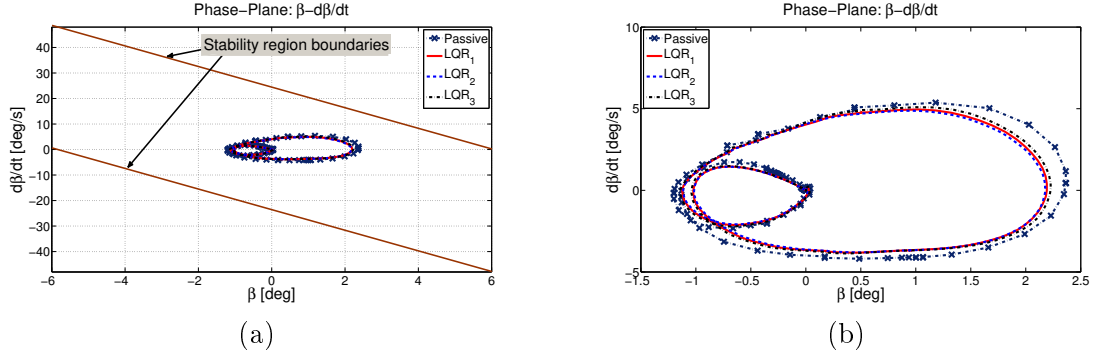 Phase−Plane: β−dβ/dt
Stability region boundaries
Passive
LQR1
LQR2
LQR3
dβ/dt [deg/s]
40
30
20
10
0
−10
−20
−30
−40
−6 −4 −2 0 2 4 6
β [deg]
(a)
Phase−Plane: β−dβ/dt
Passive
LQR1
LQR2
LQR3
dβ/dt [deg/s]
10
5
0
−5
−1.5 −1 −0.5 0 0.5 1 1.5 2 2.5
β [deg]
(b)